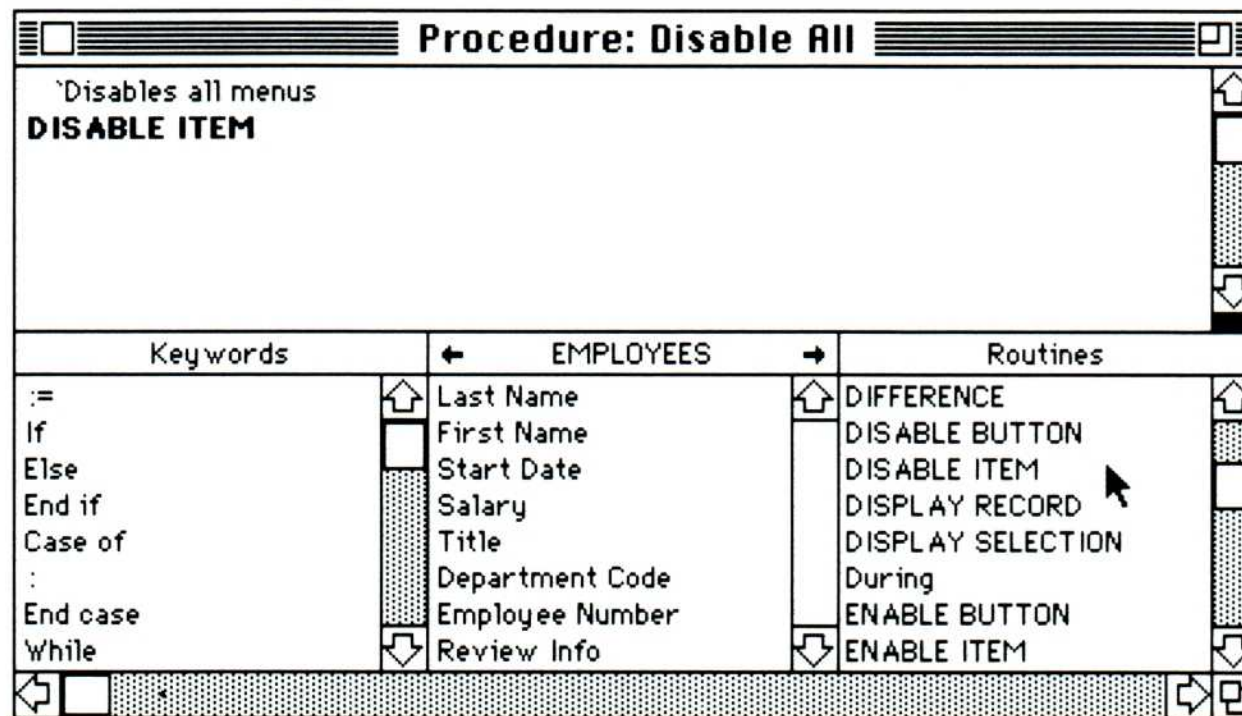 Procedure: Disable All
`Disables all menus
DISABLE ITEM
Keywords
EMPLOYEES
Routines
:=
If
Else
End if
Case of
:
End case
While
Last Name
First Name
Start Date
Salary
Title
Department Code
Employee Number
Review Info
DIFFERENCE
DISABLE BUTTON
DISABLE ITEM
DISPLAY RECORD
DISPLAY SELECTION
During
ENABLE BUTTON
ENABLE ITEM